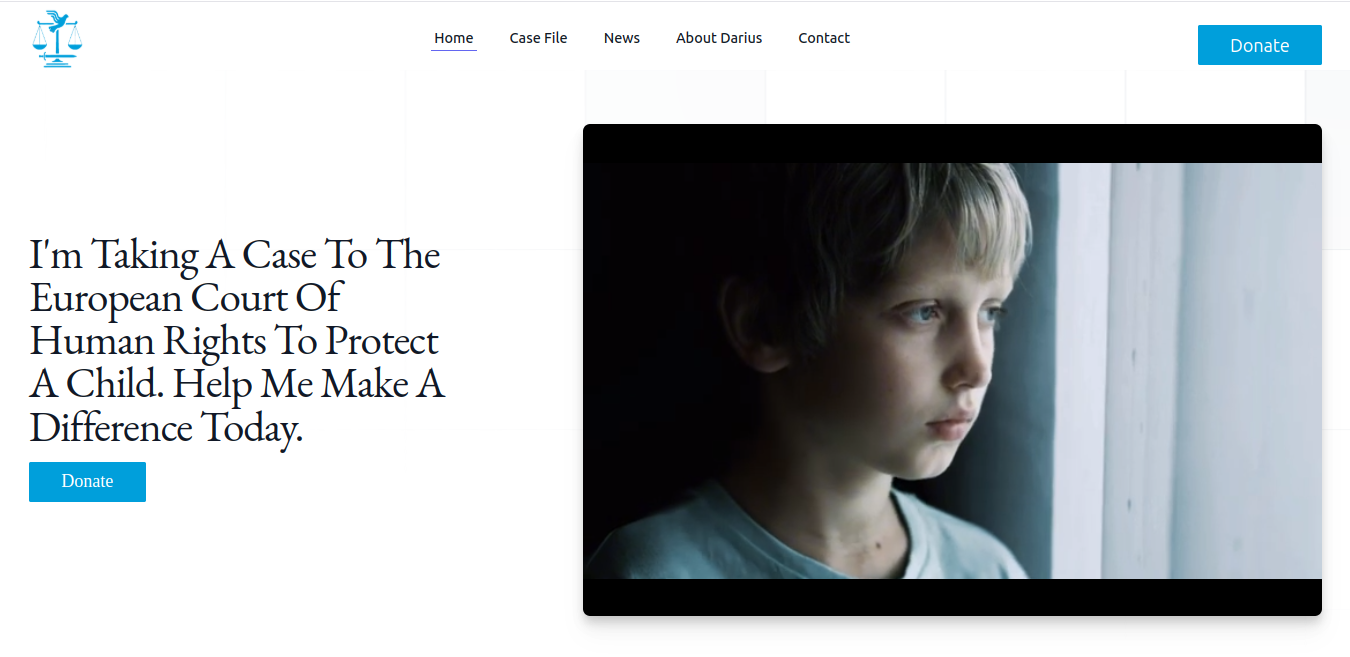 Home
Case File
News
About Darius
Contact
Donate
I'm Taking A Case To The
European Court Of
Human Rights To Protect
A Child. Help Me Make A
Difference Today.
Donate